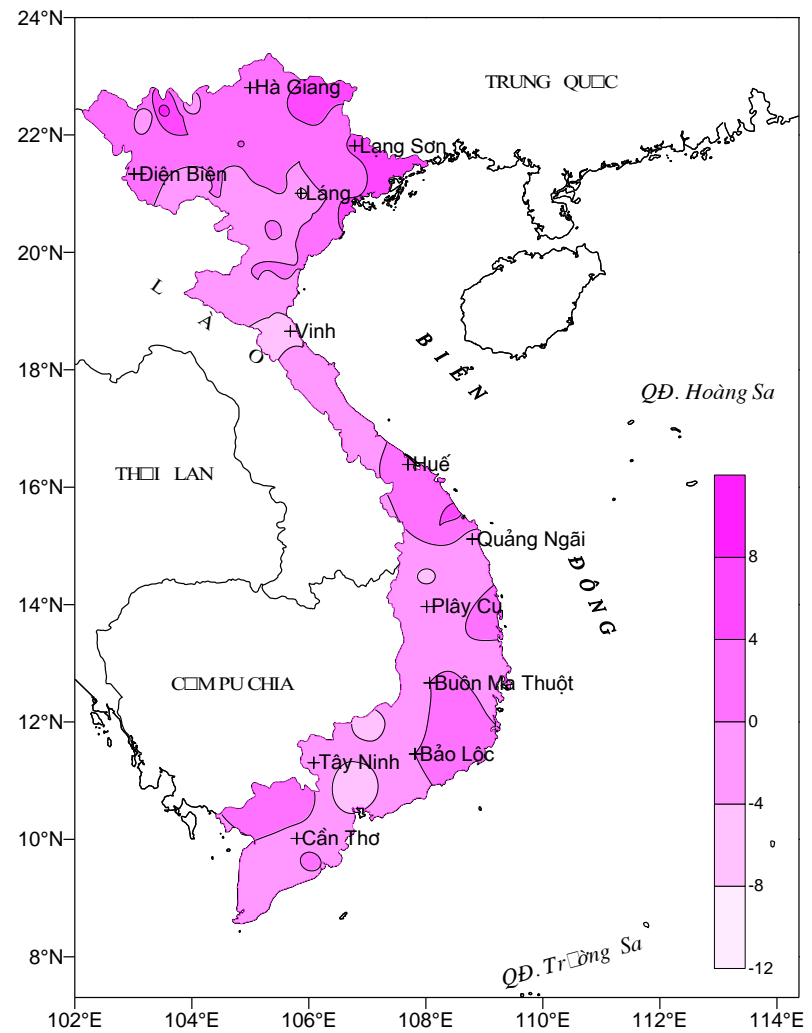 24°N
TRUNG QU□C
Hà Giang
22°N
Lạng Sơn
Điện Biên
Láng
20°N
LÀO
Vinh
BIỂN
18°N
QĐ. Hoàng Sa
Huế
TH□I LAN
16°N
Quảng Ngãi
ĐÔNG
8
14°N
Plây Cu
4
C□M PU CHIA
Buôn Ma Thuột
0
12°N
Bảo Lộc
Tây Ninh
-4
10°N
Cần Thơ
-8
QĐ. Tr□ờng Sa
8°N
-12
102°E 104°E 106°E 108°E 110°E 112°E 114°E